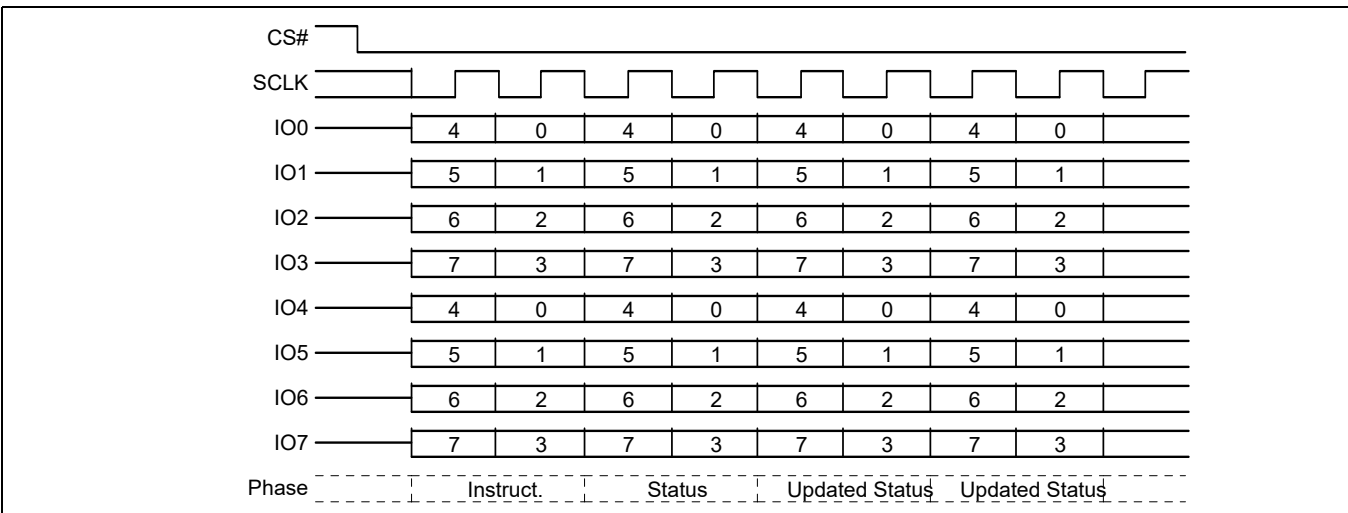 CS#
SCLK
IO0 4 0 4 0 4 0 4 0
IO1 5 1 5 1 5 1 5 1
IO2 6 2 6 2 6 2 6 2
IO3 7 3 7 3 7 3 7 3
IO4 4 0 4 0 4 0 4 0
IO5 5 1 5 1 5 1 5 1
IO6 6 2 6 2 6 2 6 2
IO7 7 3 7 3 7 3 7 3
Phase Instruct. Status Updated Status Updated Status